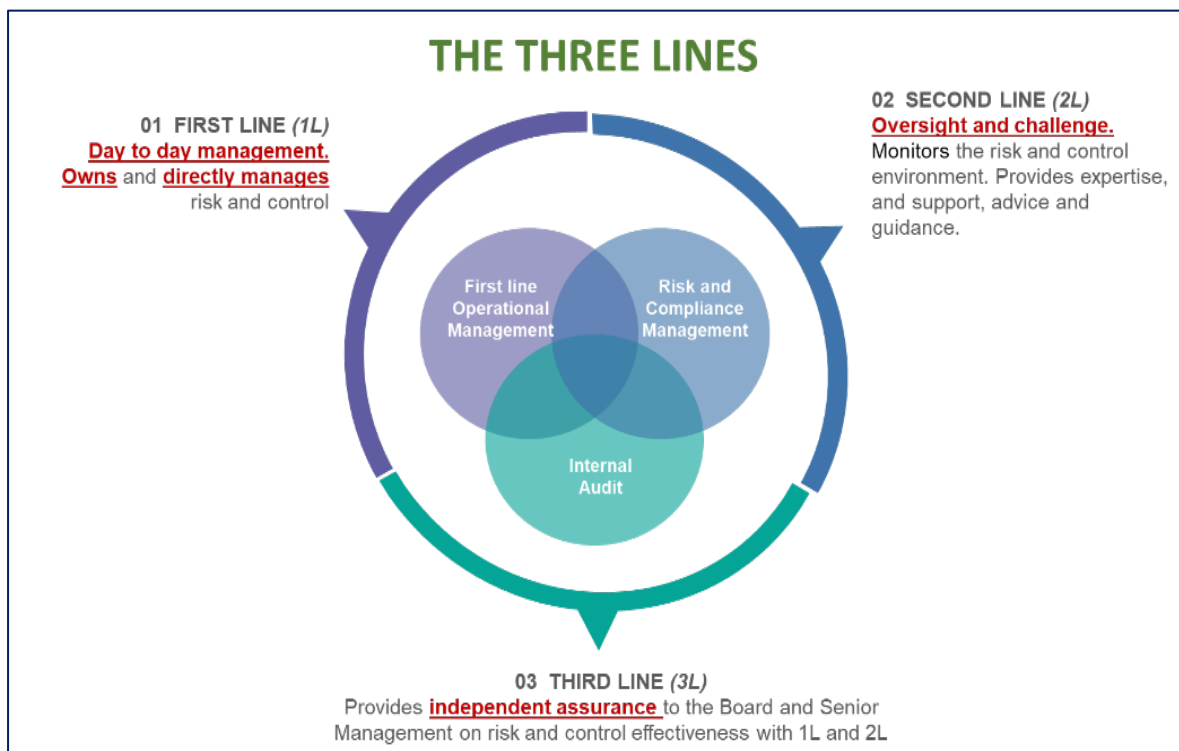 THE THREE LINES
01 FIRST LINE (1L)
Day to day management.
Owns and directly manages
risk and control
02 SECOND LINE (2L)
Oversight and challenge.
Monitors the risk and control
environment. Provides expertise,
and support, advice and
guidance.
First line
Operational
Management
Risk and
Compliance
Management
Internal
Audit
03 THIRD LINE (3L)
Provides independent assurance to the Board and Senior
Management on risk and control effectiveness with 1L and 2L